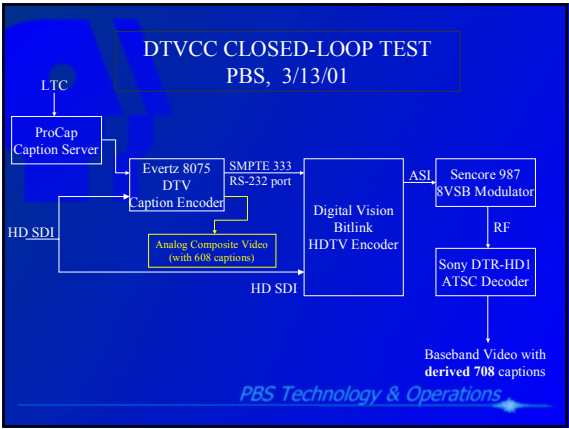 DTVCC CLOSED-LOOP TEST
PBS, 3/13/01
LTC
ProCap
Caption Server
Evertz 8075
DTV
Caption Encoder
SMPTE 333
RS-232 port
Digital Vision
Bitlink
HDTV Encoder
ASI
Sencore 987
8VSB Modulator
HD SDI
Analog Composite Video
(with 608 captions)
HD SDI
RF
Sony DTR-HD1
ATSC Decoder
Baseband Video with
derived 708 captions
PBS Technology & Operations